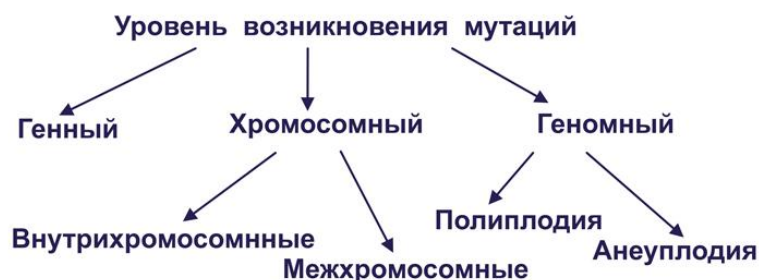 Уровень возникновения мутаций
Генный
Хромосомный
Геномный
Внутрихромосомнные
Межхромосомные
Полиплодия
Анеуплодия